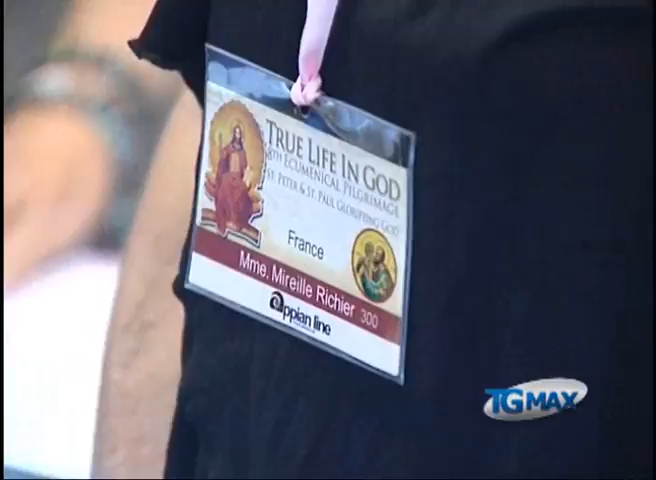 TRUE LIFE IN GOD
8TH ECUMENICAL PILGRIMAGE
ST. PETER & ST. PAUL GLORIFYING GOD
France
Mme. Mireille Richier 300
appian line
TGMAX